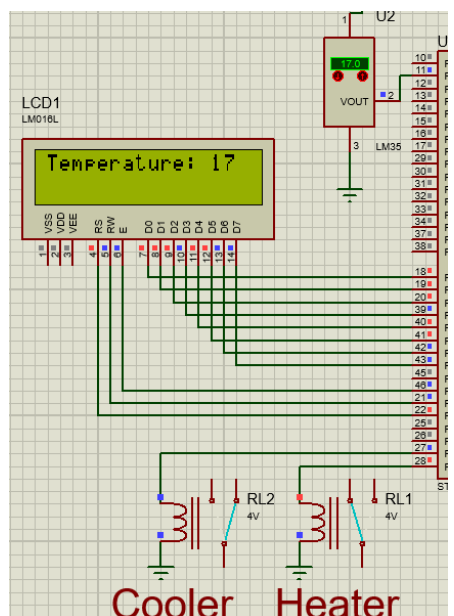 U2
1
17.0
VOUT
2
3
LM35
U
LCD1
LM016L
Temperature: 17
VSS
VDD
VEE
RS
RW
E
D0
D1
D2
D3
D4
D5
D6
D7
1
2
3
4
5
6
7
8
9
10
11
12
13
14
10
11
12
13
14
15
16
17
29
30
31
32
33
34
37
38
18
19
20
39
40
41
42
43
45
46
21
22
25
26
27
28
ST
RL2
4V
RL1
4V
Cooler
Heater